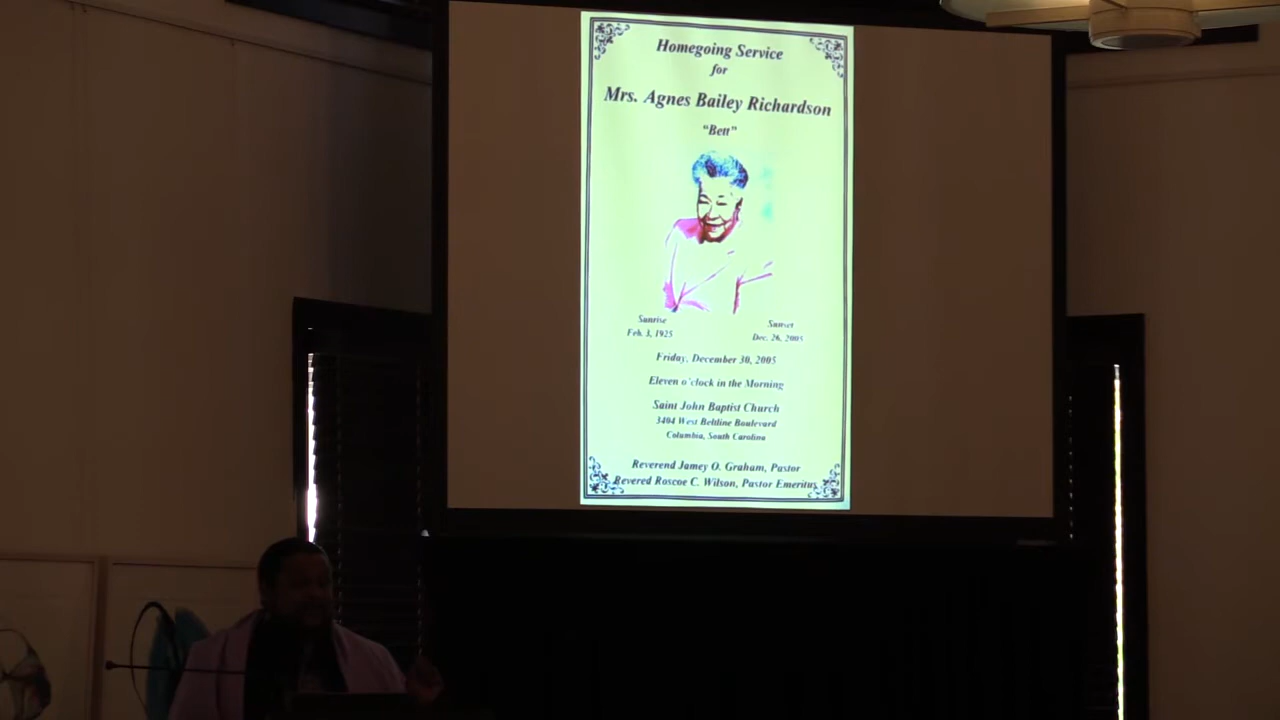 Homegoing Service
for
Mrs. Agnes Bailey Richardson
"Bett"
Sunrise
Feb. 3, 1925
Sunset
Dec. 26, 2005
Friday, December 30, 2005
Eleven o'clock in the Morning
Saint John Baptist Church
3404 West Beltline Boulevard
Columbia, South Carolina
Reverend Jamey O. Graham, Pastor
Revered Roscoe C. Wilson, Pastor Emeritus